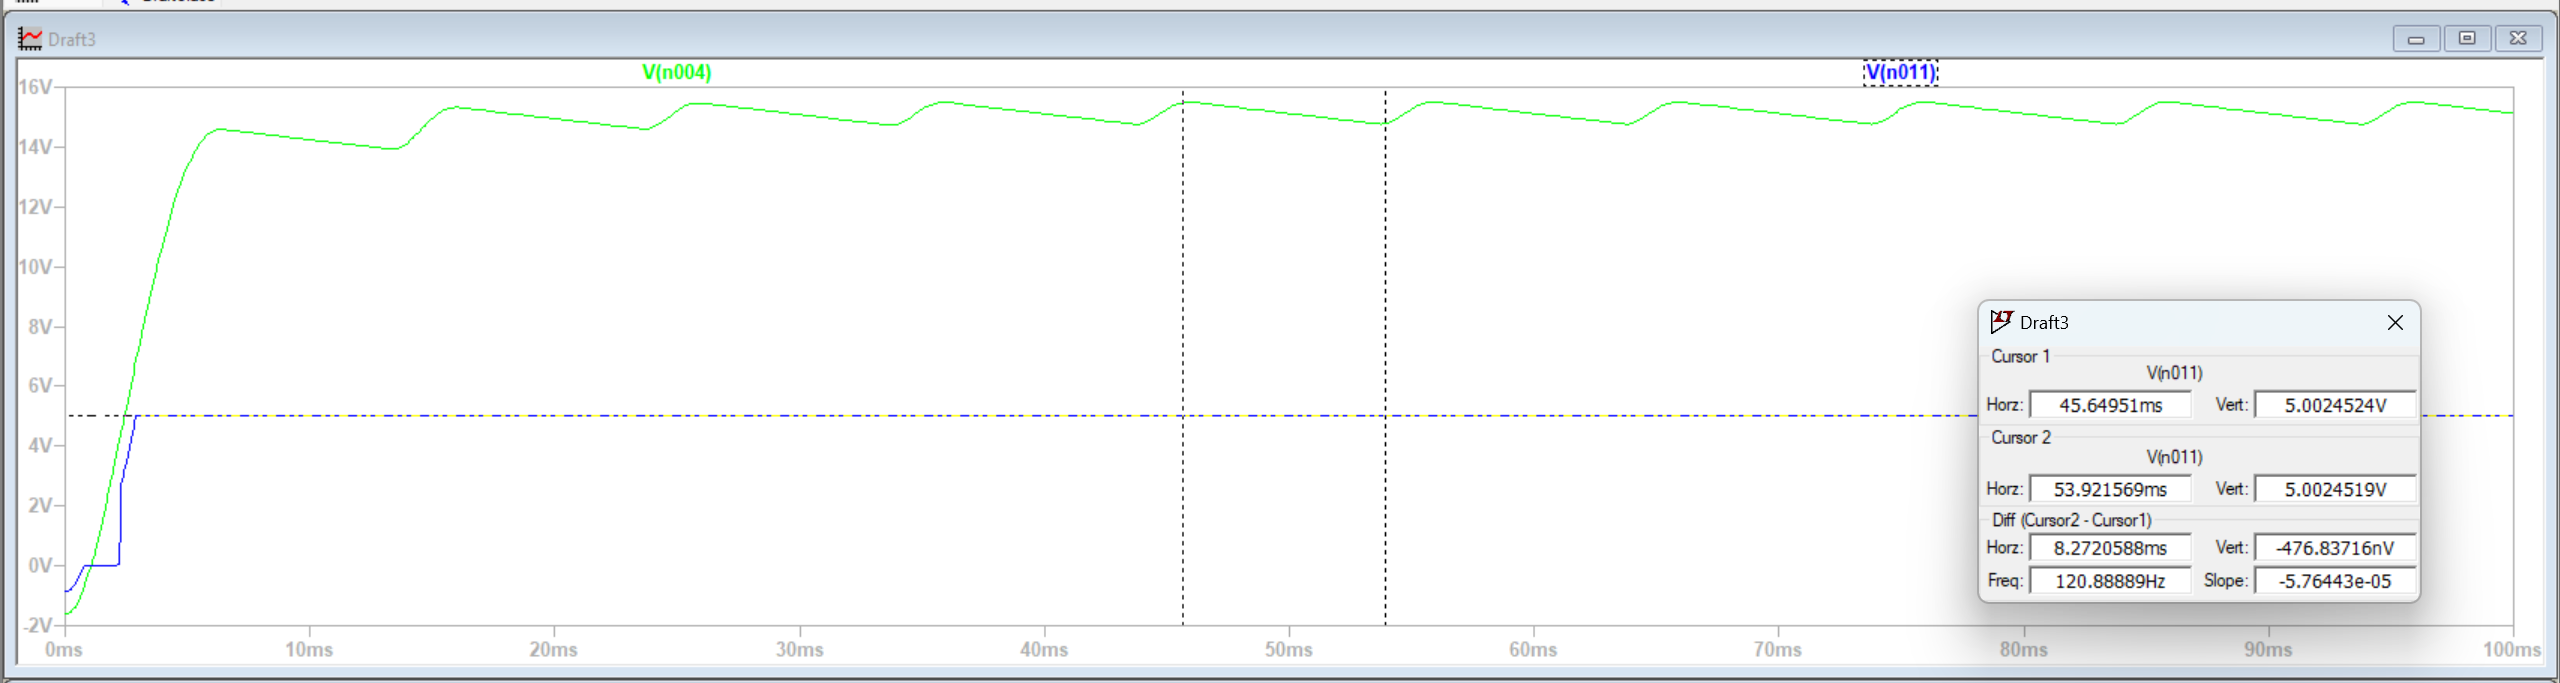 Draft3
V(n004) V(n011)
16V
14V
12V
10V
8V
6V
4V
2V
0V
-2V
0ms 10ms 20ms 30ms 40ms 50ms 60ms 70ms 80ms 90ms 100ms
Draft3
Cursor 1
V(n011)
Horz: 45.64951ms Vert: 5.0024524V
Cursor 2
V(n011)
Horz: 53.921569ms Vert: 5.0024519V
Diff (Cursor2 - Cursor1)
Horz: 8.2720588ms Vert: -476.83716nV
Freq: 120.88889Hz Slope: -5.76443e-05